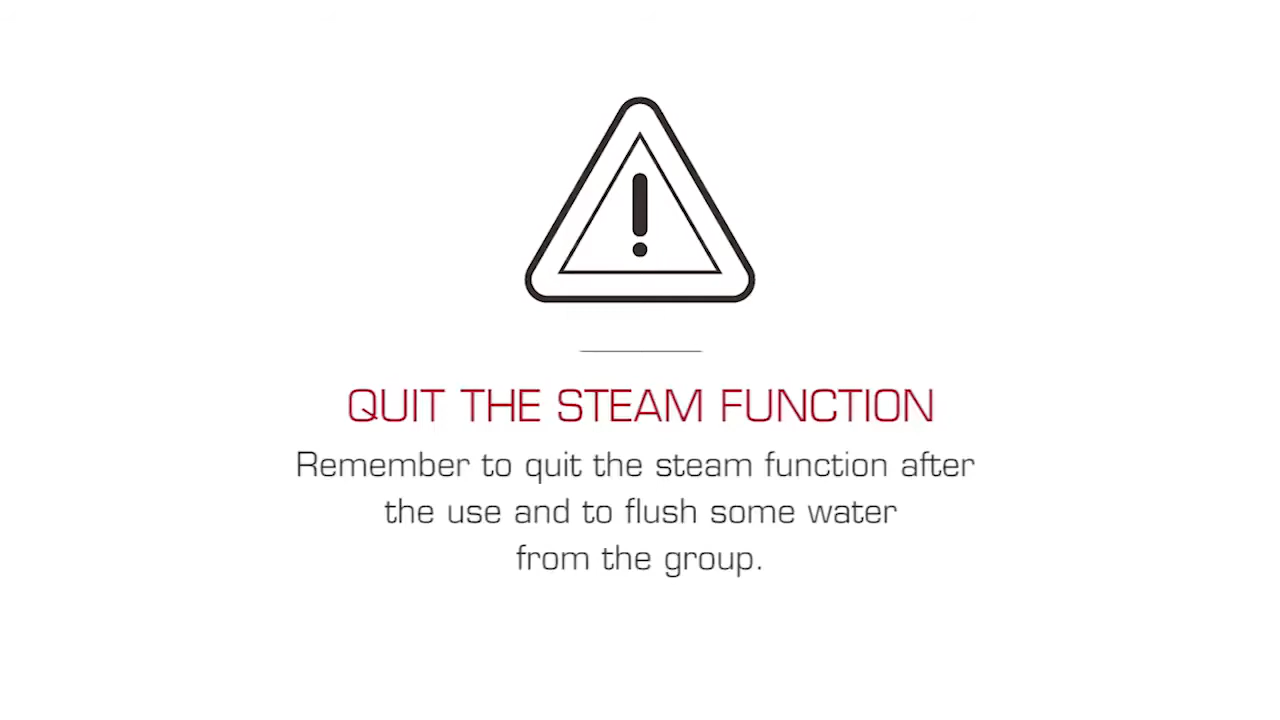 QUIT THE STEAM FUNCTION
Remember to quit the steam function after
the use and to flush some water
from the group.